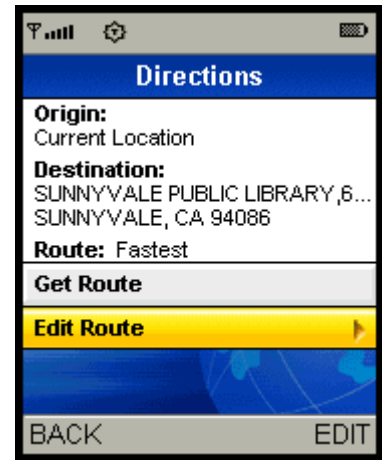 Directions
Origin:
Current Location
Destination:
SUNNYVALE PUBLIC LIBRARY,6...
SUNNYVALE, CA 94086
Route: Fastest
Get Route
Edit Route
BACK EDIT